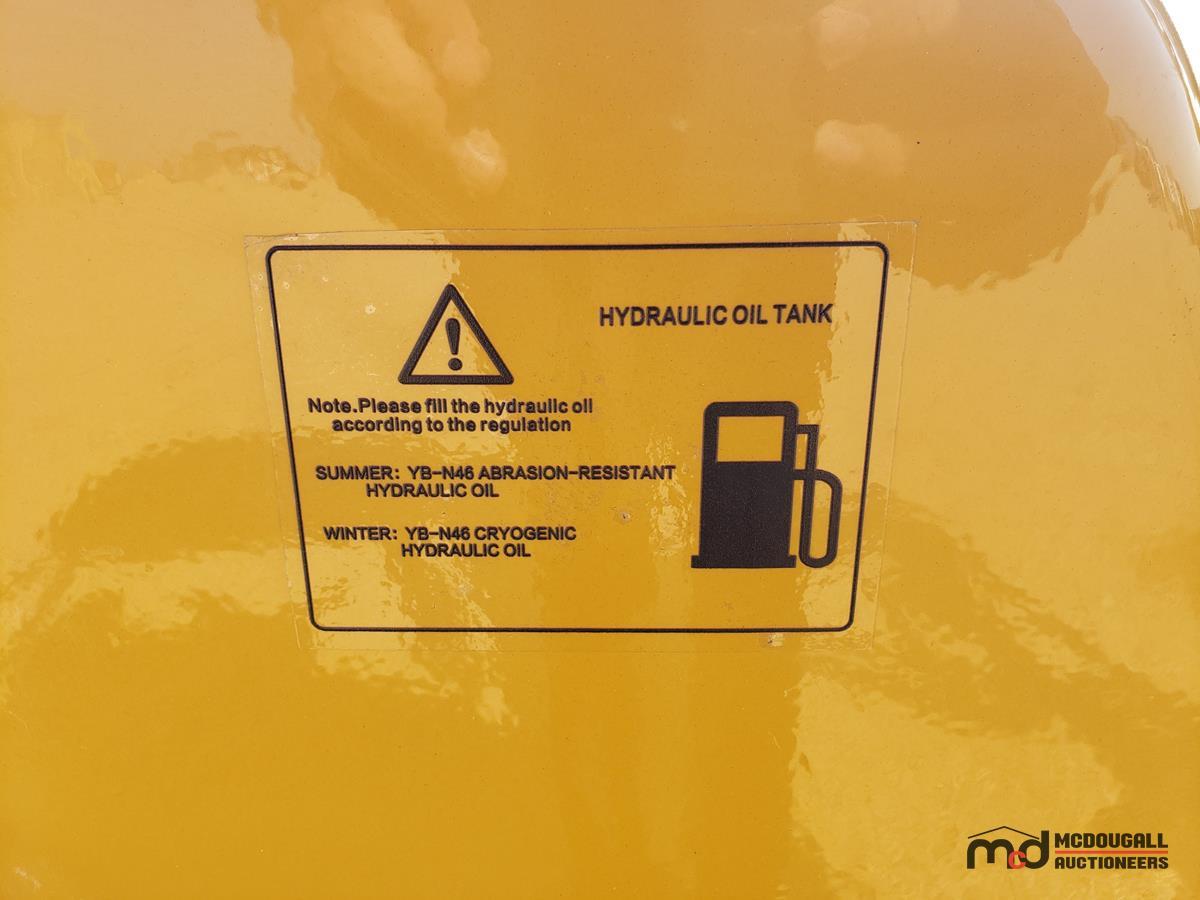 HYDRAULIC OIL TANK
Note.Please fill the hydraulic oil
according to the regulation
SUMMER: YB-N46 ABRASION-RESISTANT
HYDRAULIC OIL
WINTER: YB-N46 CRYOGENIC
HYDRAULIC OIL
mcd MCDOUGALL
AUCTIONEERS